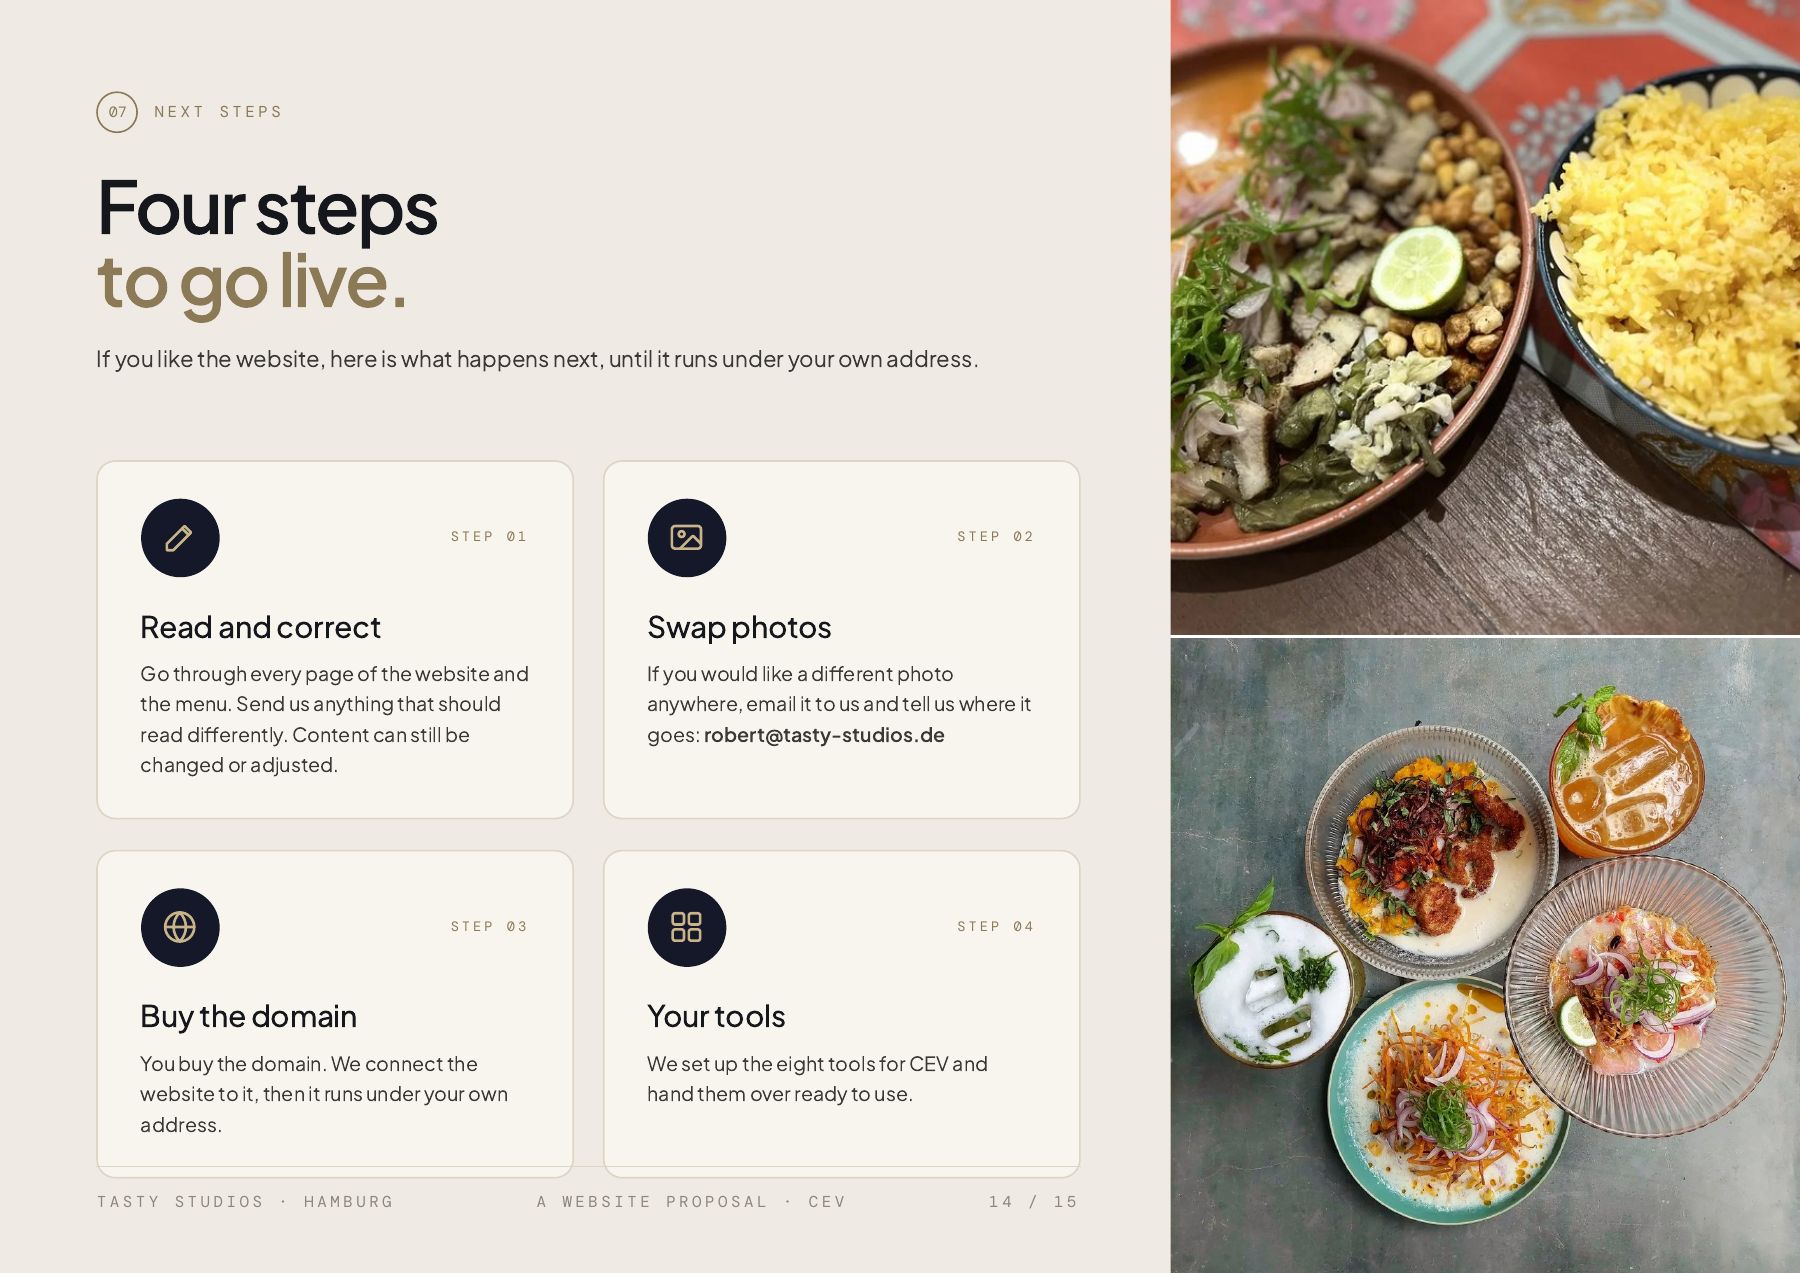 07 NEXT STEPS
Four steps
to go live.
If you like the website, here is what happens next, until it runs under your own address.
STEP 01
Read and correct
Go through every page of the website and
the menu. Send us anything that should
read differently. Content can still be
changed or adjusted.
STEP 02
Swap photos
If you would like a different photo
anywhere, email it to us and tell us where it
goes: robert@tasty-studios.de
STEP 03
Buy the domain
You buy the domain. We connect the
website to it, then it runs under your own
address.
STEP 04
Your tools
We set up the eight tools for CEV and
hand them over ready to use.
TASTY STUDIOS · HAMBURG
A WEBSITE PROPOSAL · CEV
14 / 15